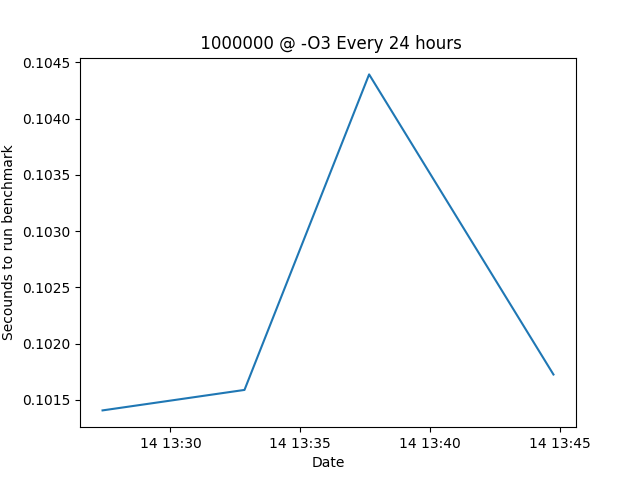 1000000 @ -O3 Every 24 hours
Secounds to run benchmark
0.1045
0.1040
0.1035
0.1030
0.1025
0.1020
0.1015
14 13:30 14 13:35 14 13:40 14 13:45
Date